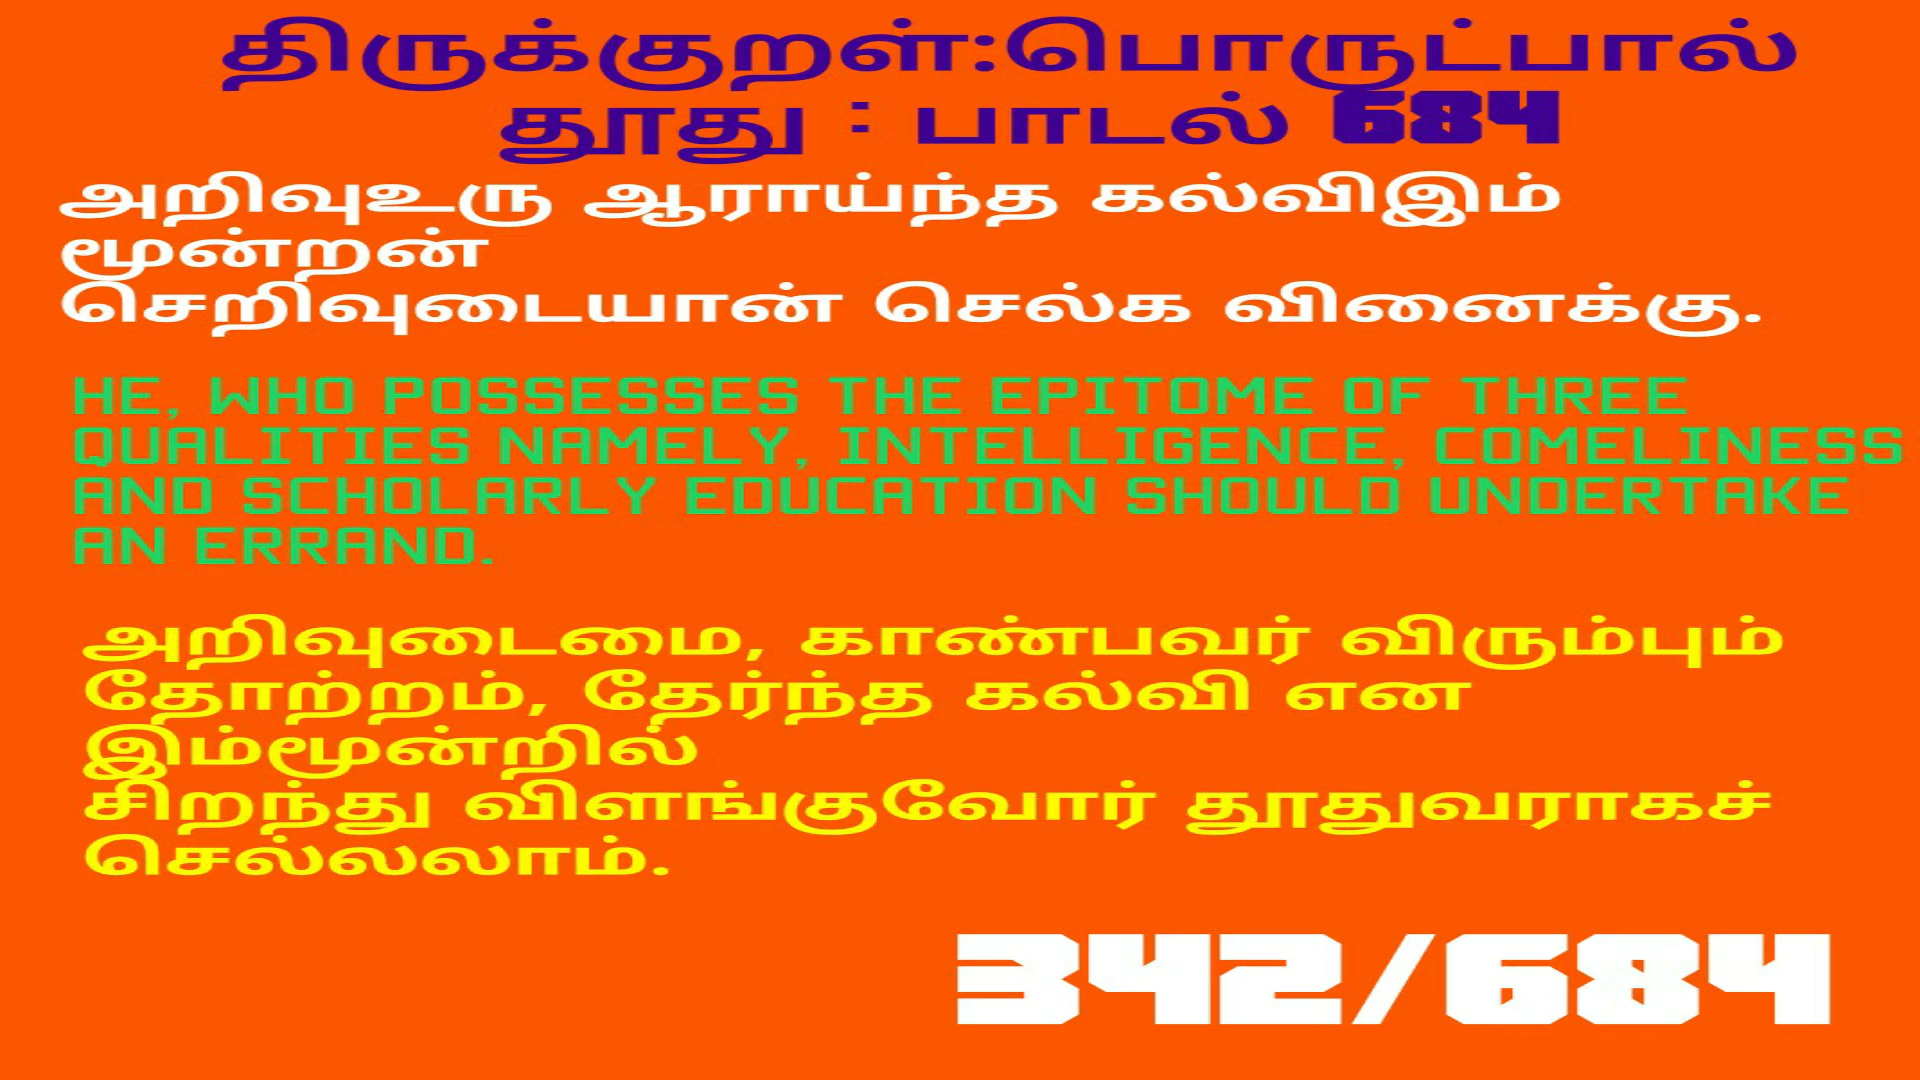 திருக்குறள்:பொருட்பால்
தூது : பாடல் 684
அறிவுஉரு ஆராய்ந்த கல்விஇம்
மூன்றன்
செறிவுடையான் செல்க வினைக்கு.
HE, WHO POSSESSES THE EPITOME OF THREE
QUALITIES NAMELY, INTELLIGENCE, COMELINESS
AND SCHOLARLY EDUCATION SHOULD UNDERTAKE
AN ERRAND.
அறிவுடைமை, காண்பவர் விரும்பும்
தோற்றம், தேர்ந்த கல்வி என
இம்மூன்றில்
சிறந்து விளங்குவோர் தூதுவராகச்
செல்லலாம்.
342/684